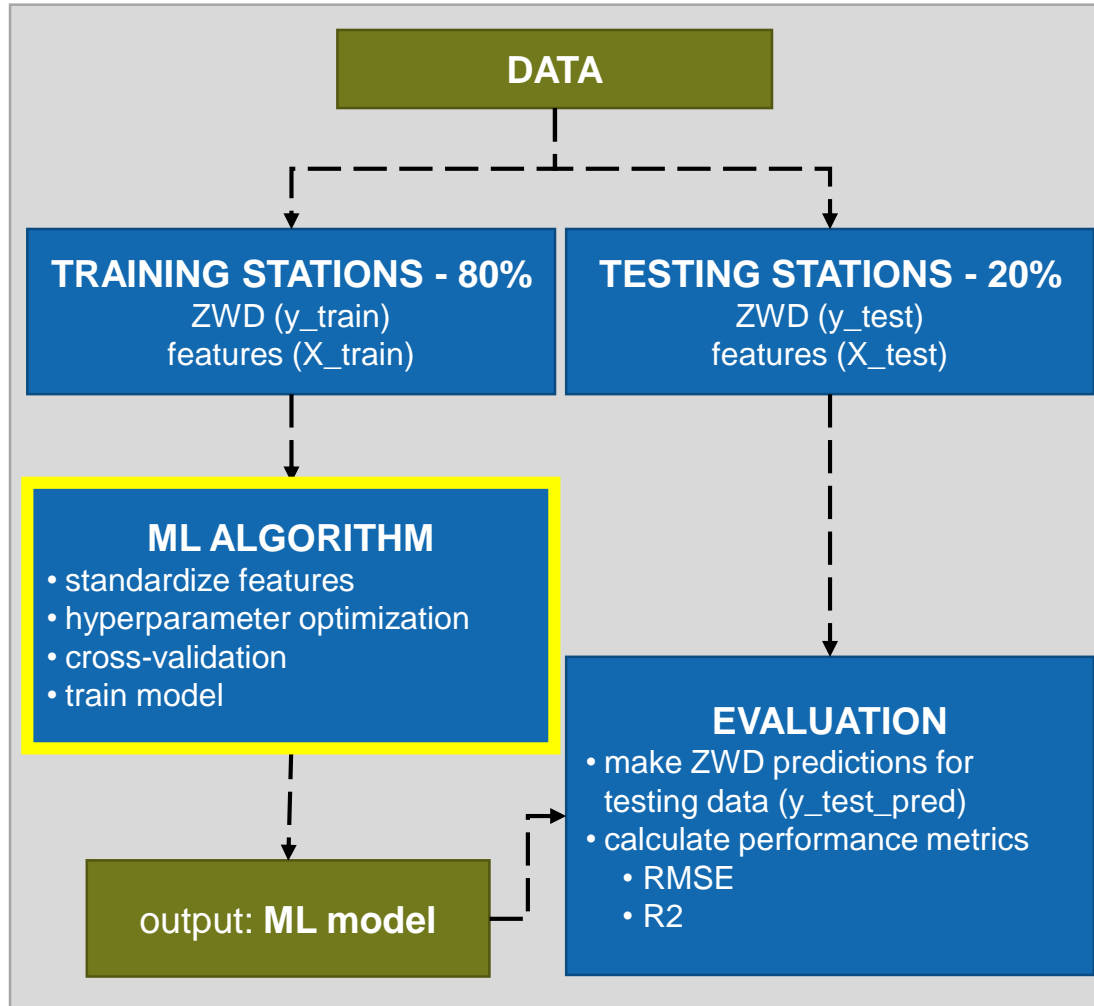 DATA
TRAINING STATIONS - 80%
ZWD (y_train)
features (X_train)
TESTING STATIONS - 20%
ZWD (y_test)
features (X_test)
ML ALGORITHM
• standardize features
• hyperparameter optimization
• cross-validation
• train model
output: ML model
EVALUATION
• make ZWD predictions for
testing data (y_test_pred)
• calculate performance metrics
• RMSE
• R2